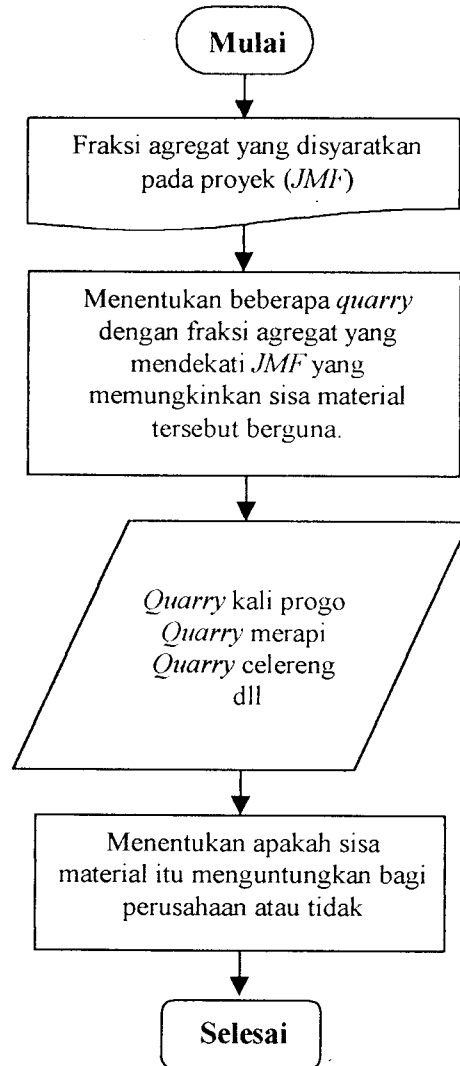 Mulai
Fraksi agregat yang disyaratkan
pada proyek (JMF)
Menentukan beberapa quarry
dengan fraksi agregat yang
mendekati JMF yang
memungkinkan sisa material
tersebut berguna.
Quarry kali progo
Quarry merapi
Quarry celereng
dll
Menentukan apakah sisa
material itu menguntungkan bagi
perusahaan atau tidak
Selesai